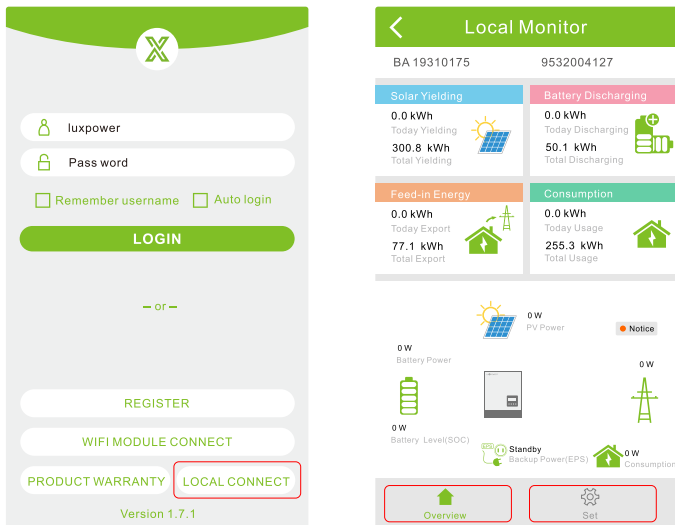 luxpower
Pass word
Remember username
Auto login
LOGIN
– or –
REGISTER
WIFI MODULE CONNECT
PRODUCT WARRANTY
LOCAL CONNECT
Version 1.7.1
Local Monitor
BA 19310175
9532004127
Solar Yielding
0.0 kWh
Today Yielding
300.8 kWh
Total Yielding
Battery Discharging
0.0 kWh
Today Discharging
50.1 kWh
Total Discharging
Feed-in Energy
0.0 kWh
Today Export
77.1 kWh
Total Export
Consumption
0.0 kWh
Today Usage
255.3 kWh
Total Usage
0 W
PV Power
Notice
0 W
Battery Power
0 W
0 W
Battery Level(SOC)
EPS
Standby
Backup Power(EPS)
0 W
Consumption
Overview
Set